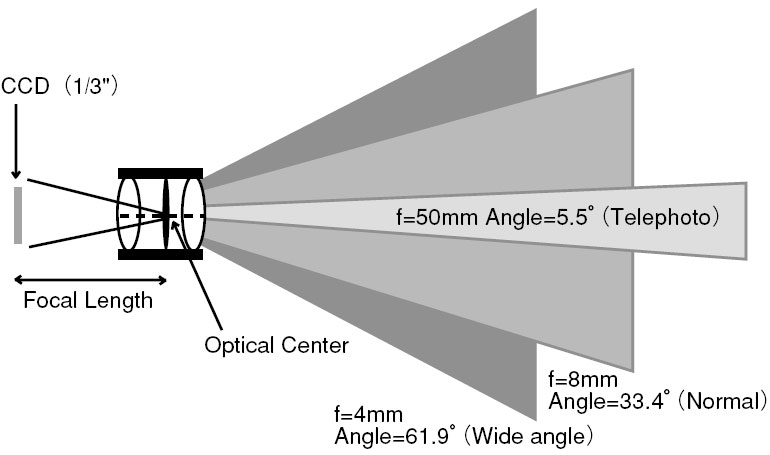 CCD (1/3")
f=50mm Angle=5.5° (Telephoto)
Focal Length
Optical Center
f=8mm
Angle=33.4° (Normal)
f=4mm
Angle=61.9° (Wide angle)